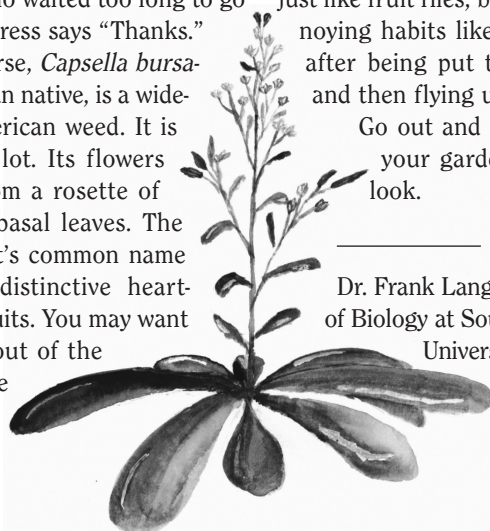 waited too long to go
ress says “Thanks.”
rse, Capsella bursa-
an native, is a wide-
erican weed. It is
lot. Its flowers
om a rosette of
basal leaves. The
t’s common name
distinctive heart-
uits. You may want
out of the
e
just like fruit flies, b
noying habits like
after being put t
and then flying u
Go out and
your garde
look.
Dr. Frank Lang
of Biology at Sou
Univers